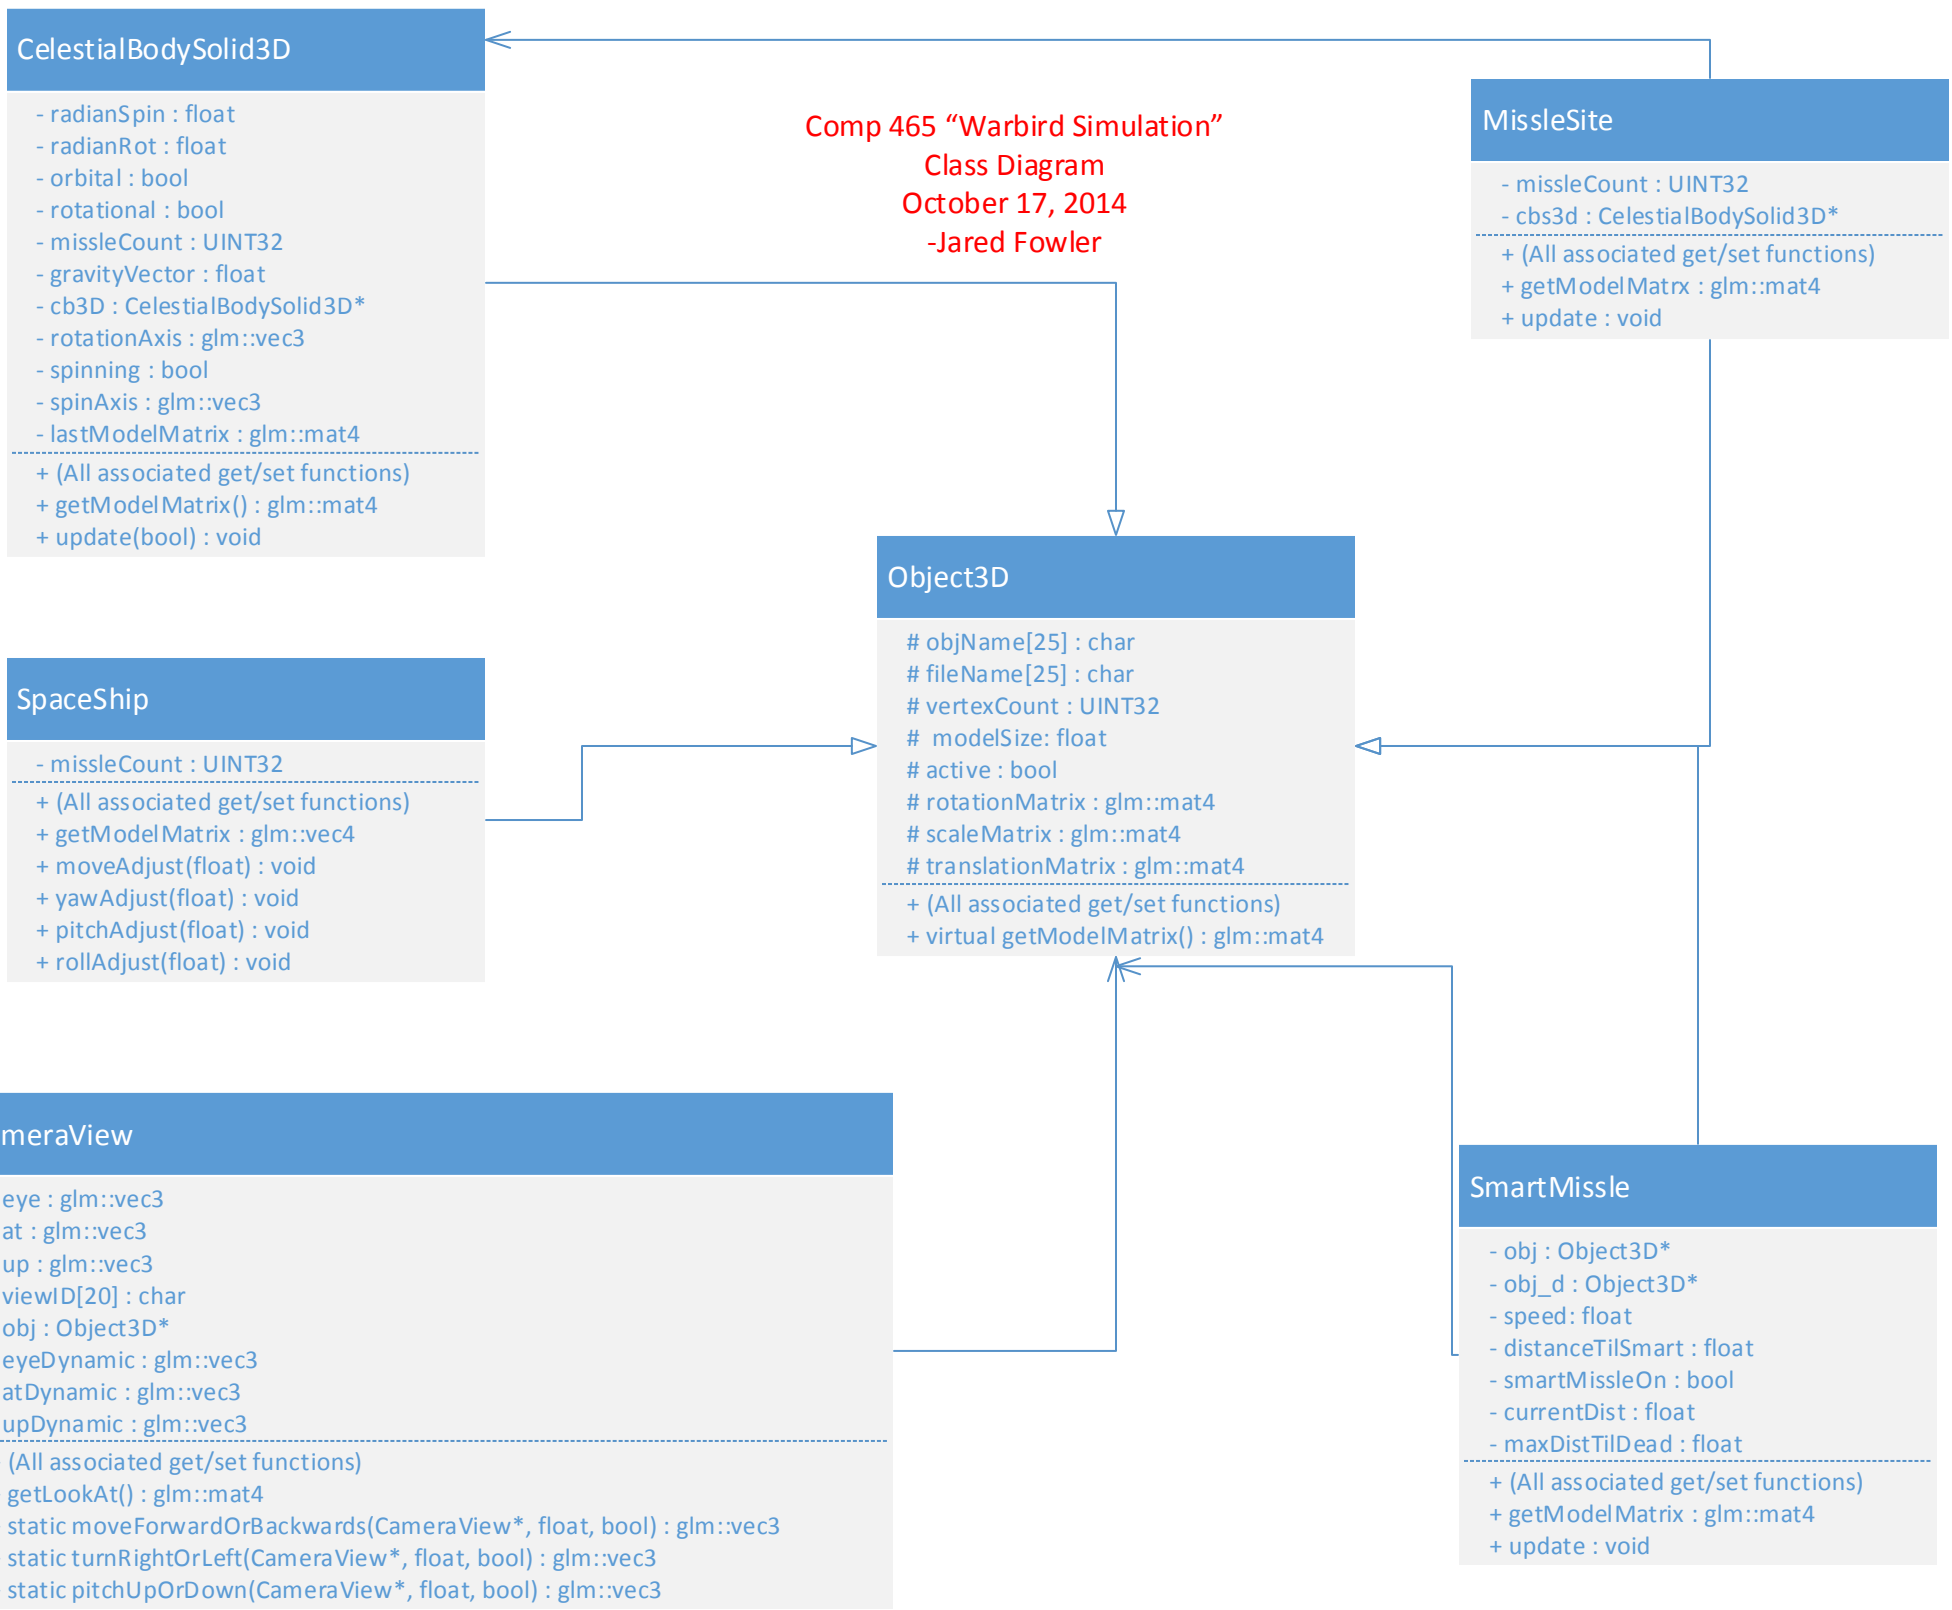 CelestialBodySolid3D
- radianSpin : float
- radianRot : float
- orbital : bool
- rotational : bool
- missleCount : UINT32
- gravityVector : float
- cb3D : CelestialBodySolid3D*
- rotationAxis : glm::vec3
- spinning : bool
- spinAxis : glm::vec3
- lastModelMatrix : glm::mat4
+ (All associated get/set functions)
+ getModelMatrix() : glm::mat4
+ update(bool) : void
Comp 465 “Warbird Simulation”
Class Diagram
October 17, 2014
-Jared Fowler
MissleSite
- missleCount : UINT32
- cbs3d : CelestialBodySolid3D*
+ (All associated get/set functions)
+ getModelMatrx : glm::mat4
+ update : void
Object3D
# objName[25] : char
# fileName[25] : char
# vertexCount : UINT32
#  modelSize: float
# active : bool
# rotationMatrix : glm::mat4
# scaleMatrix : glm::mat4
# translationMatrix : glm::mat4
+ (All associated get/set functions)
+ virtual getModelMatrix() : glm::mat4
SpaceShip
- missleCount : UINT32
+ (All associated get/set functions)
+ getModelMatrix : glm::vec4
+ moveAdjust(float) : void
+ yawAdjust(float) : void
+ pitchAdjust(float) : void
+ rollAdjust(float) : void
meraView
eye : glm::vec3
at : glm::vec3
up : glm::vec3
viewID[20] : char
obj : Object3D*
eyeDynamic : glm::vec3
atDynamic : glm::vec3
upDynamic : glm::vec3
(All associated get/set functions)
getLookAt() : glm::mat4
static moveForwardOrBackwards(CameraView*, float, bool) : glm::vec3
static turnRightOrLeft(CameraView*, float, bool) : glm::vec3
static pitchUpOrDown(CameraView*, float, bool) : glm::vec3
SmartMissle
- obj : Object3D*
- obj_d : Object3D*
- speed: float
- distanceTilSmart : float
- smartMissleOn : bool
- currentDist : float
- maxDistTilDead : float
+ (All associated get/set functions)
+ getModelMatrix : glm::mat4
+ update : void